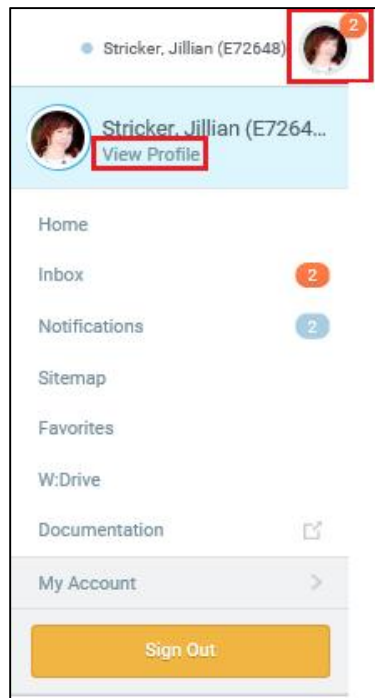 2
Stricker, Jillian (E72648)
Stricker, Jillian (E7264...
View Profile
Home
Inbox 2
Notifications 2
Sitemap
Favorites
W:Drive
Documentation
My Account
Sign Out